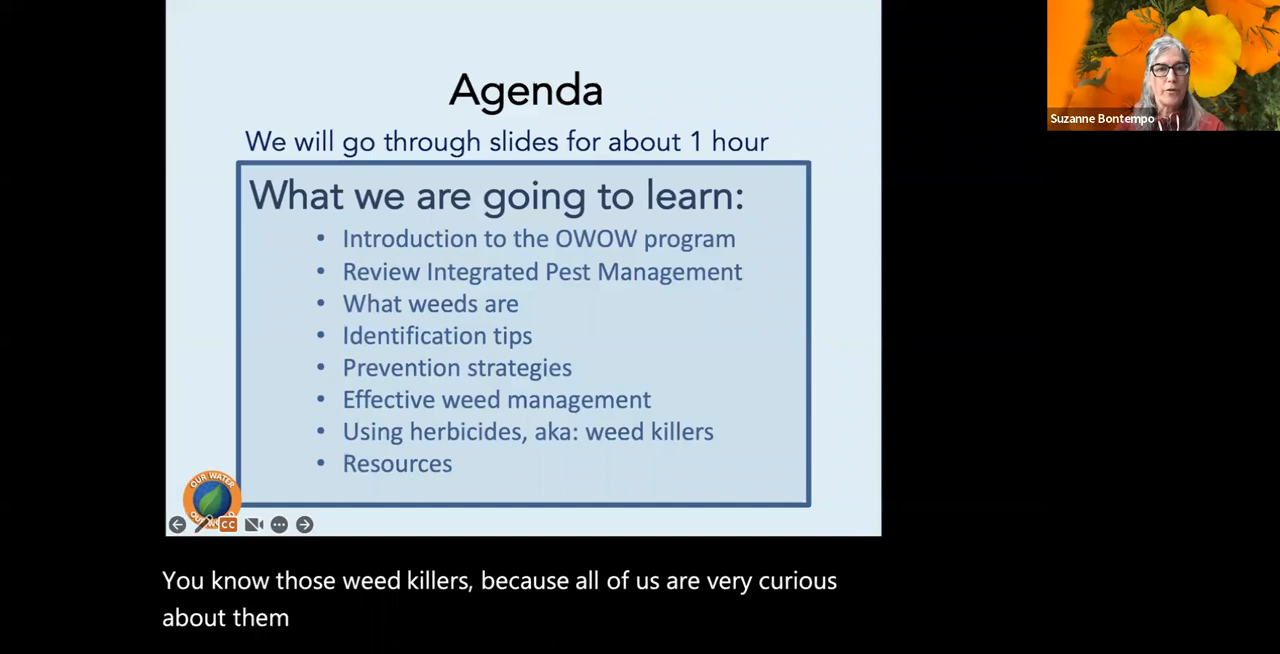 Agenda
We will go through slides for about 1 hour
What we are going to learn:
• Introduction to the OWOW program
• Review Integrated Pest Management
• What weeds are
• Identification tips
• Prevention strategies
• Effective weed management
• Using herbicides, aka: weed killers
• Resources
OUR WATER
CC
Suzanne Bontempo
You know those weed killers, because all of us are very curious
about them